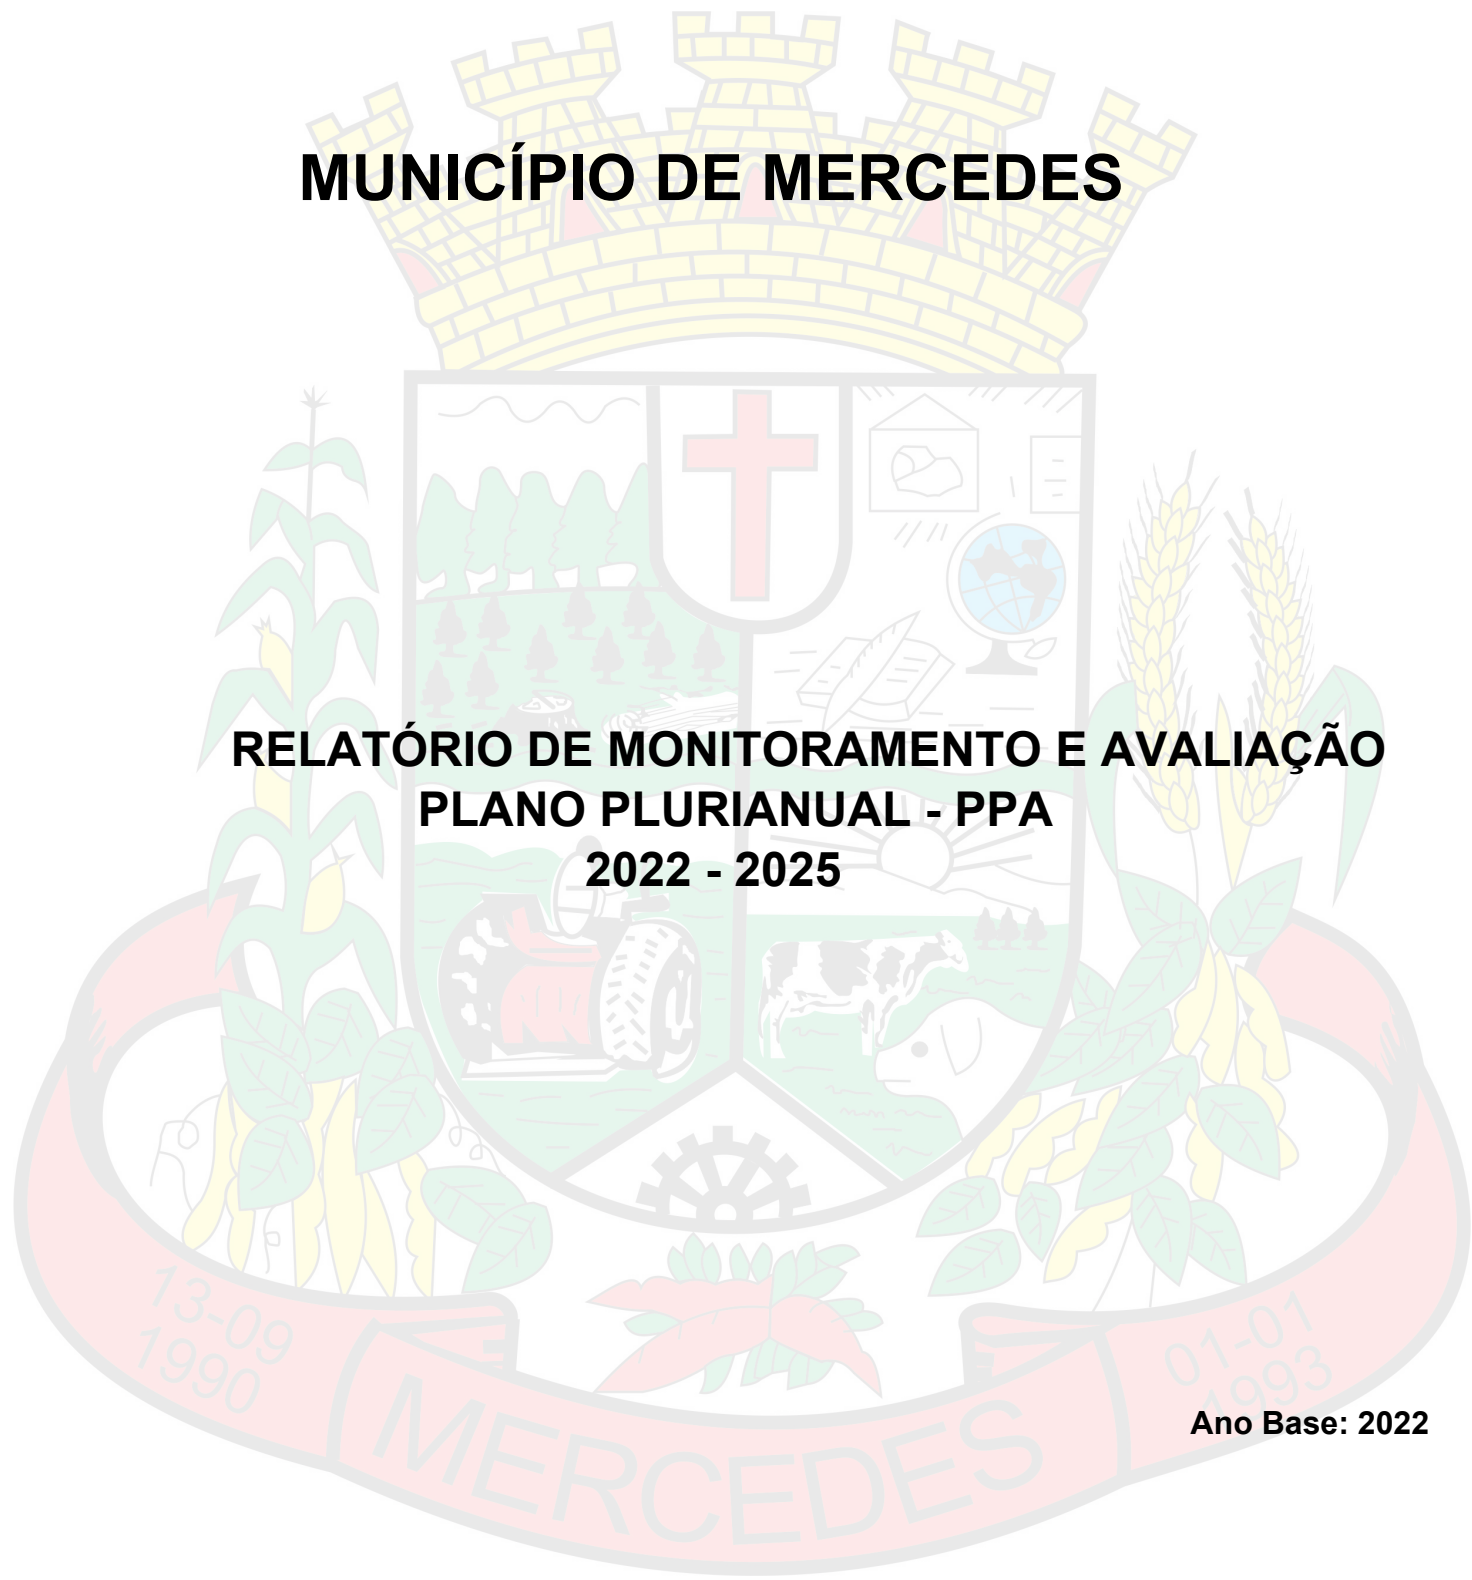 MUNICÍPIO DE MERCEDES
RELATÓRIO DE MONITORAMENTO E AVALIAÇÃO
PLANO PLURIANUAL - PPA
2022 - 2025
13-09
1990
01-01
1993
Ano Base: 2022
MERCEDES